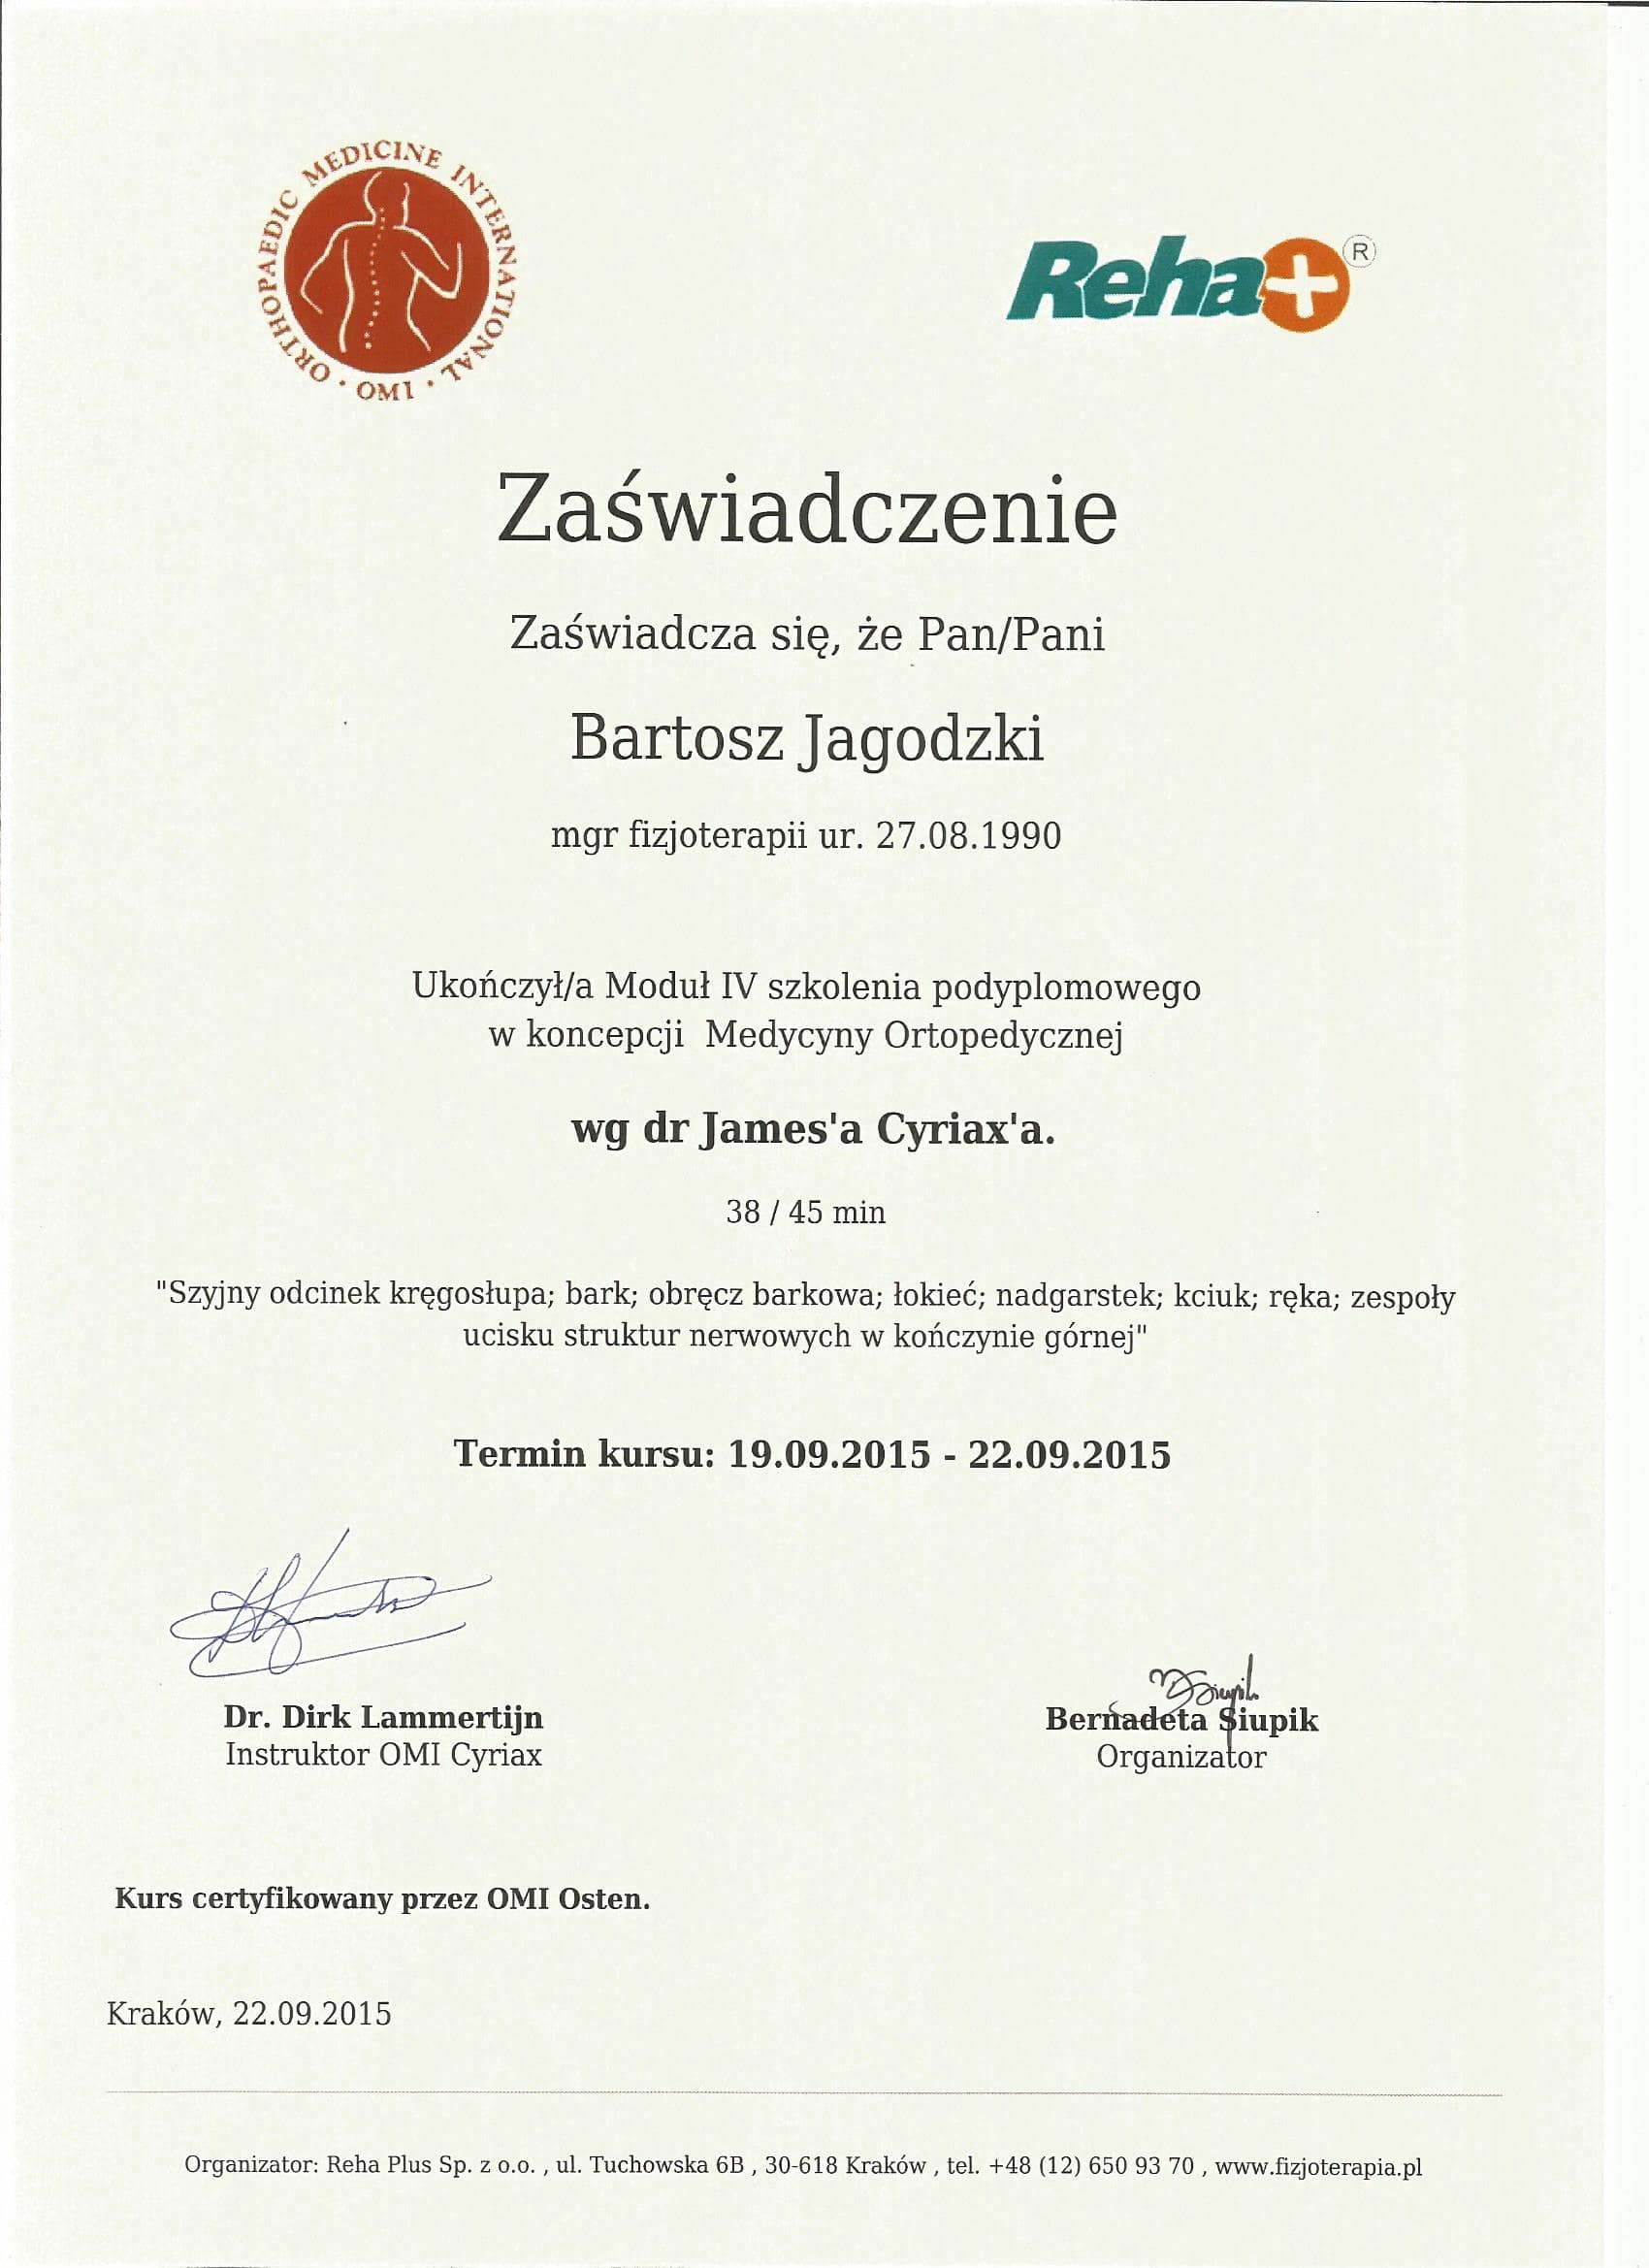 ORTHOPAEDIC MEDICINE INTERNATIONAL · OMI ·
Reha+ ®
Zaświadczenie
Zaświadcza się, że Pan/Pani
Bartosz Jagodzki
mgr fizjoterapii ur. 27.08.1990
Ukończył/a Moduł IV szkolenia podyplomowego
w koncepcji Medycyny Ortopedycznej
wg dr James'a Cyriax'a.
38 / 45 min
"Szyjny odcinek kręgosłupa; bark; obręcz barkowa; łokieć; nadgarstek; kciuk; ręka; zespoły
ucisku struktur nerwowych w kończynie górnej"
Termin kursu: 19.09.2015 - 22.09.2015
Dr. Dirk Lammertijn
Instruktor OMI Cyriax
Bernadeta Siupik
Organizator
Kurs certyfikowany przez OMI Osten.
Kraków, 22.09.2015
Organizator: Reha Plus Sp. z o.o. , ul. Tuchowska 6B , 30-618 Kraków , tel. +48 (12) 650 93 70 , www.fizjoterapia.pl